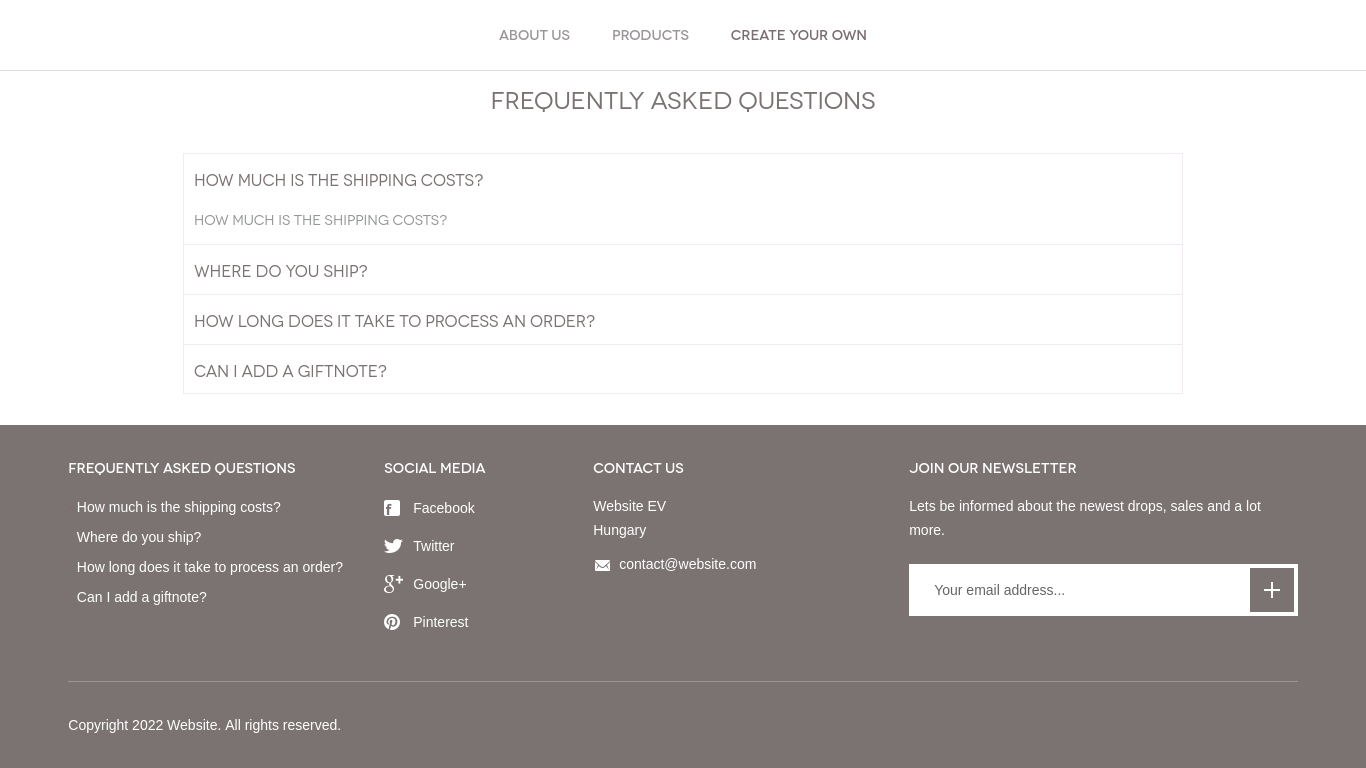 ABOUT US
PRODUCTS
CREATE YOUR OWN
FREQUENTLY ASKED QUESTIONS
HOW MUCH IS THE SHIPPING COSTS?
HOW MUCH IS THE SHIPPING COSTS?
WHERE DO YOU SHIP?
HOW LONG DOES IT TAKE TO PROCESS AN ORDER?
CAN I ADD A GIFTNOTE?
FREQUENTLY ASKED QUESTIONS
How much is the shipping costs?
Where do you ship?
How long does it take to process an order?
Can I add a giftnote?
SOCIAL MEDIA
Facebook
Twitter
Google+
Pinterest
CONTACT US
Website EV
Hungary
contact@website.com
JOIN OUR NEWSLETTER
Lets be informed about the newest drops, sales and a lot
more.
Your email address...
Copyright 2022 Website. All rights reserved.